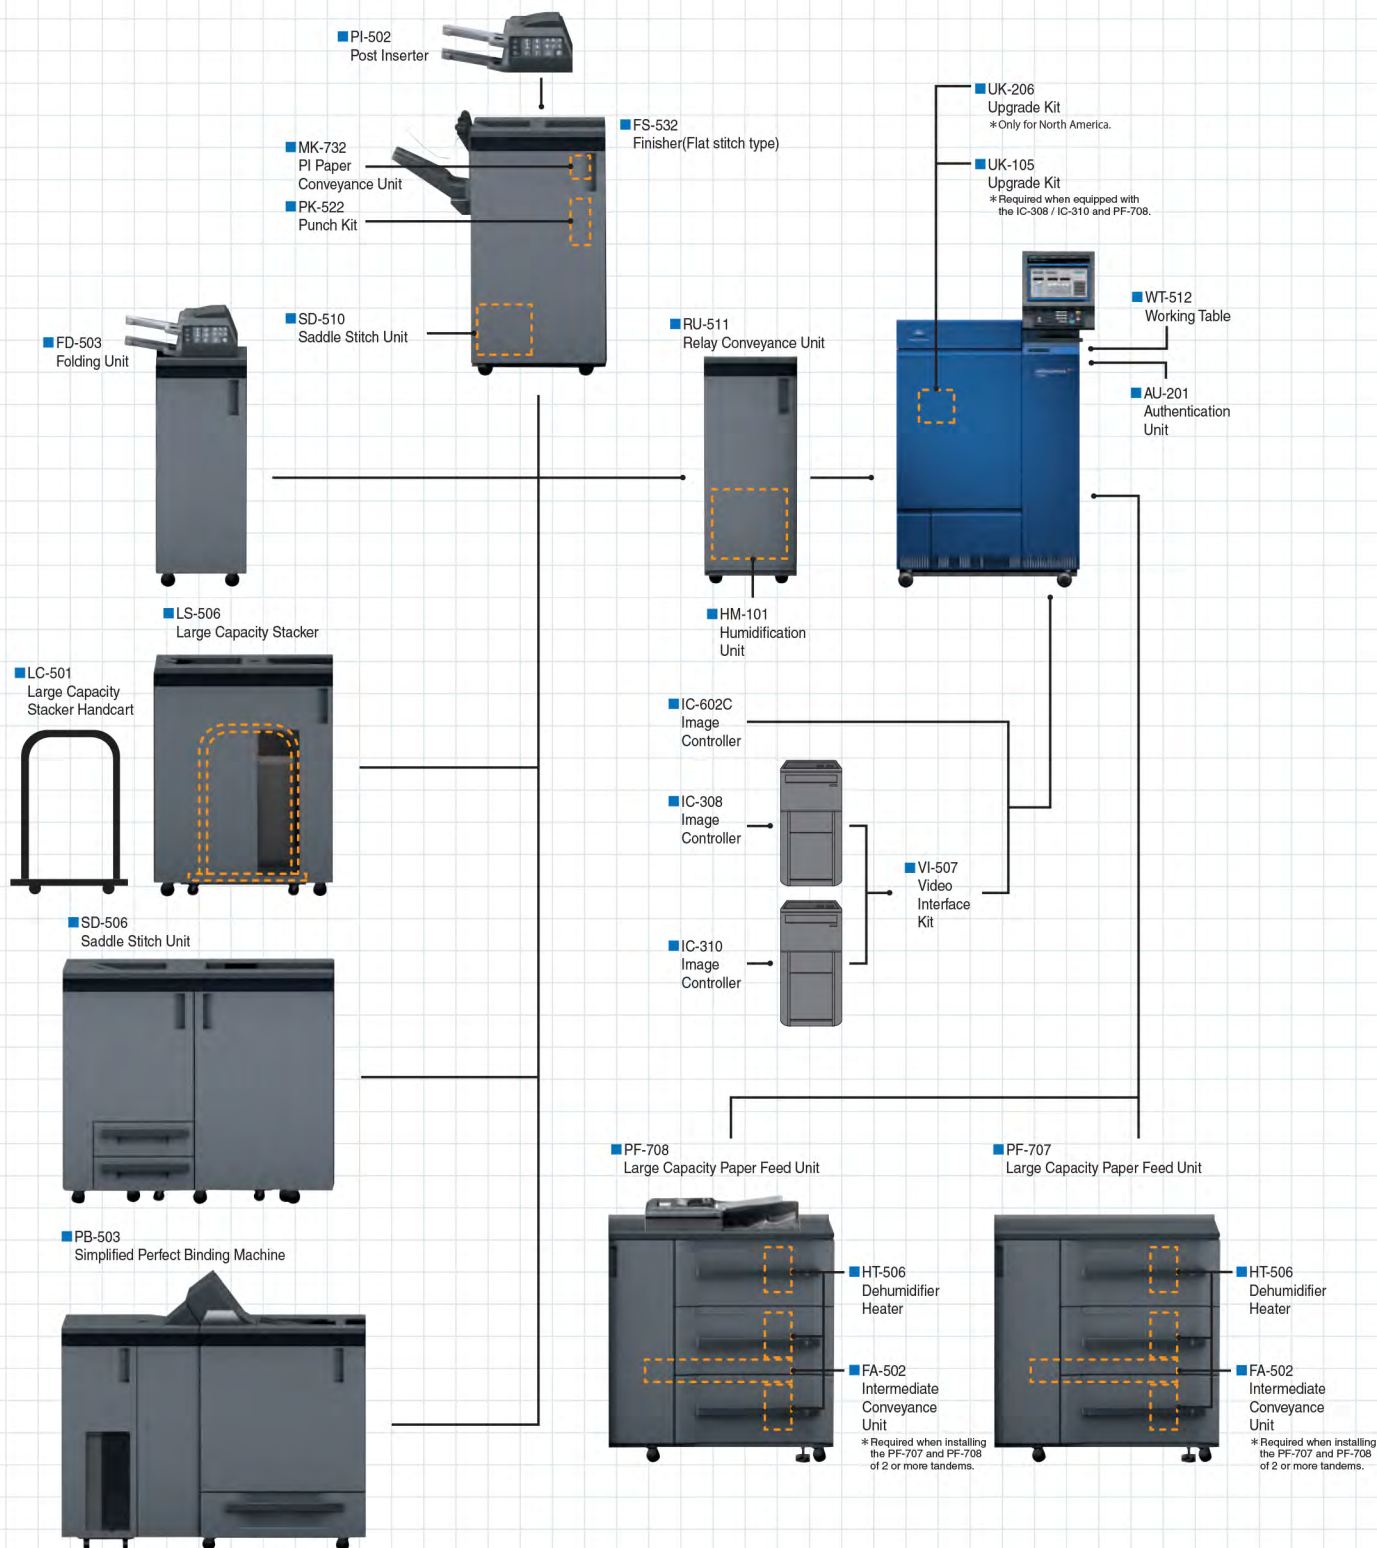 PI-502
Post Inserter
UK-206
Upgrade Kit
*Only for North America.
FS-532
Finisher(Flat stitch type)
MK-732
PI Paper
Conveyance Unit
UK-105
Upgrade Kit
*Required when equipped with
the IC-308 / IC-310 and PF-708.
PK-522
Punch Kit
WT-512
Working Table
SD-510
Saddle Stitch Unit
RU-511
Relay Conveyance Unit
FD-503
Folding Unit
AU-201
Authentication
Unit
LS-506
Large Capacity Stacker
HM-101
Humidification
Unit
LC-501
Large Capacity
Stacker Handcart
IC-602C
Image
Controller
IC-308
Image
Controller
VI-507
Video
Interface
Kit
SD-506
Saddle Stitch Unit
IC-310
Image
Controller
PF-708
Large Capacity Paper Feed Unit
PF-707
Large Capacity Paper Feed Unit
PB-503
Simplified Perfect Binding Machine
HT-506
Dehumidifier
Heater
HT-506
Dehumidifier
Heater
FA-502
Intermediate
Conveyance
Unit
*Required when installing
the PF-707 and PF-708
of 2 or more tandems.
FA-502
Intermediate
Conveyance
Unit
*Required when installing
the PF-707 and PF-708
of 2 or more tandems.